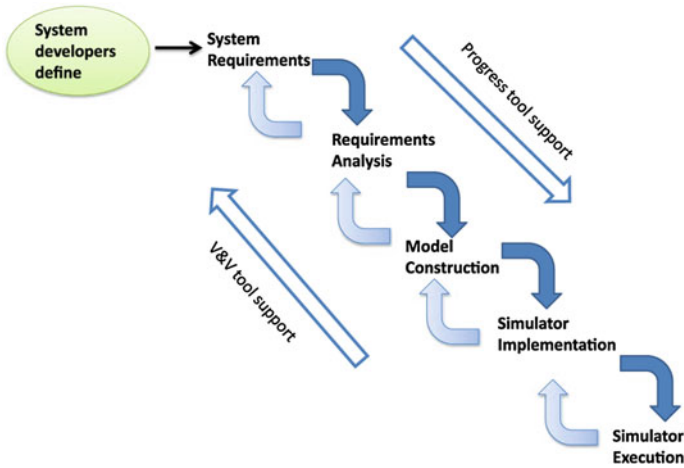 System
developers
define
System
Requirements
Progress tool support
Requirements
Analysis
V&V tool support
Model
Construction
Simulator
Implementation
Simulator
Execution